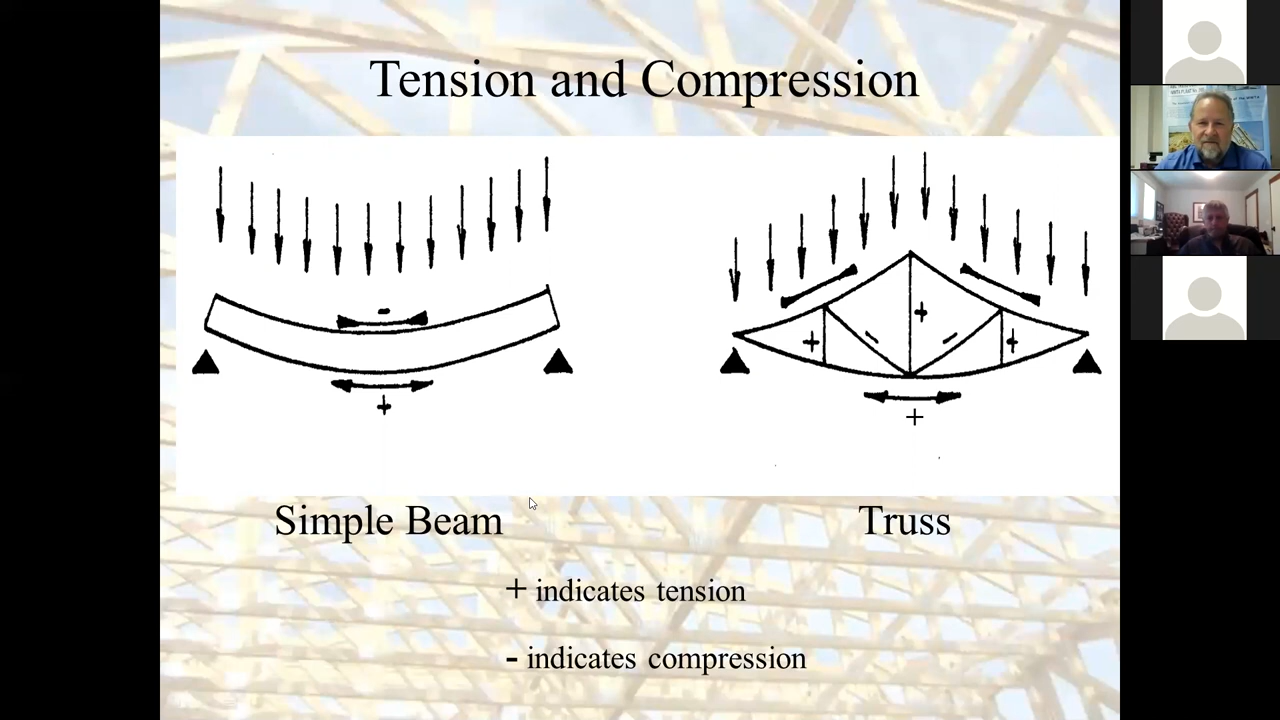 Tension and Compression
-
+
+
+
-
-
+
+
Simple Beam
Truss
+ indicates tension
- indicates compression